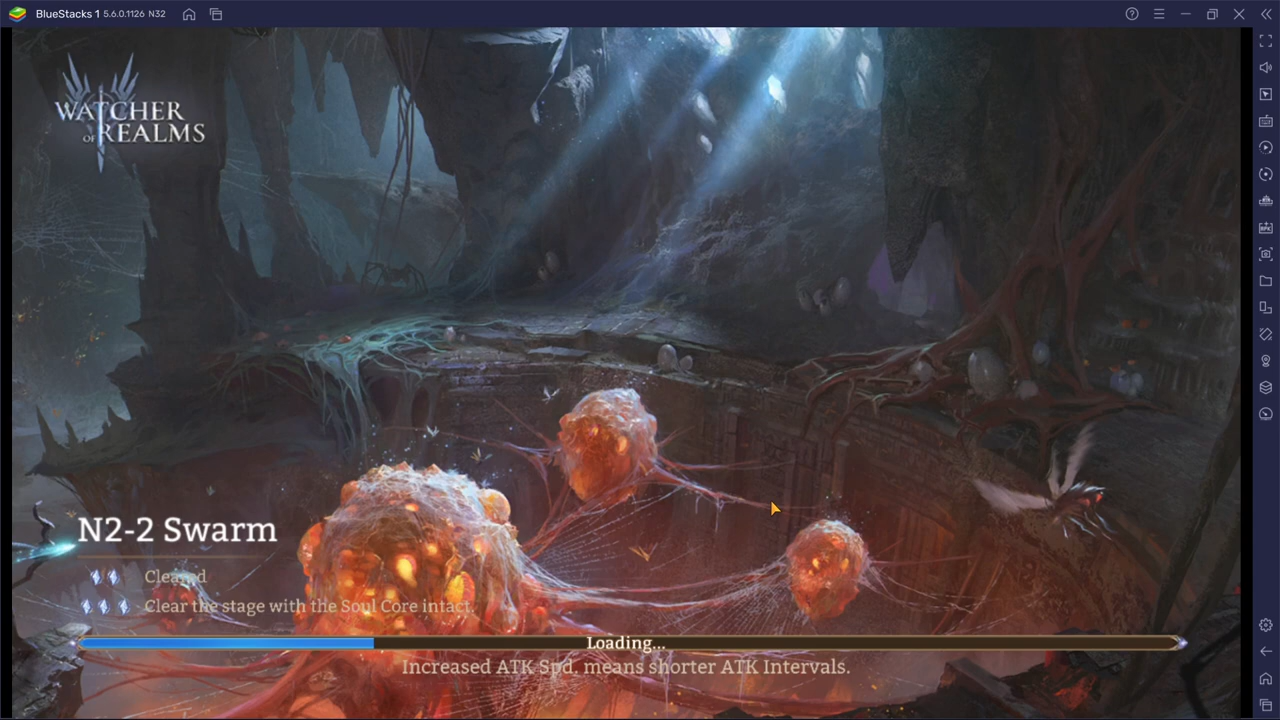 BlueStacks 1 5.6.0.1126 N32
WATCHER
OF REALMS
N2-2 Swarm
Cleared
Clear the stage with the Soul Core intact.
Loading...
Increased ATK Spd. means shorter ATK Intervals.